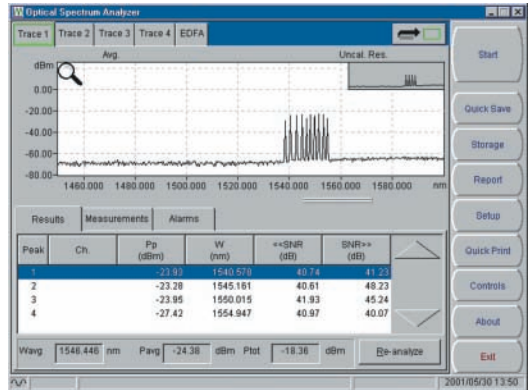 Optical Spectrum Analyzer
Trace 1 Trace 2 Trace 3 Trace 4 EDFA
Avg. Uncal. Res.
dBm
0.00-
-20.00-
-40.00-
-60.00-
-80.00-
1460.000 1480.000 1500.000 1520.000 1540.000 1560.000 1580.000 nm
Results Measurements Alarms
Peak Ch. Pp (dBm) W (nm) <<SNR (dB) SNR>> (dB)
1 -23.93 1540.578 40.74 41.23
2 -23.28 1545.161 40.61 48.23
3 -23.95 1550.015 41.93 45.24
4 -27.42 1554.947 40.97 40.07
Wavg 1546.446 nm Pavg -24.38 dBm Ptot -18.36 dBm Re-analyze
Start
Quick Save
Storage
Report
Setup
Quick Print
Controls
About
Exit
2001/05/30 13:50